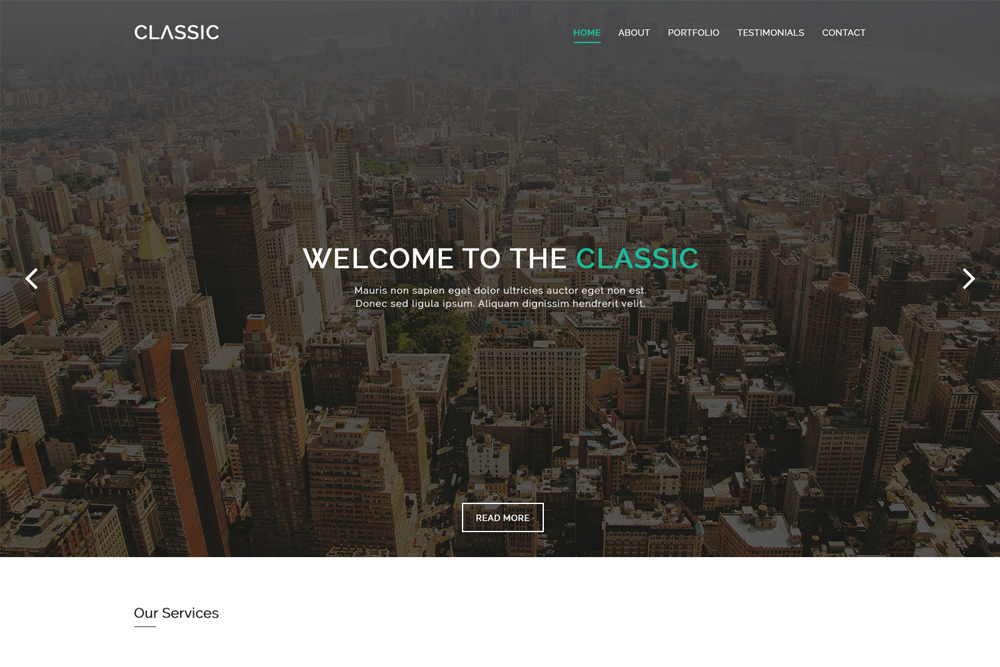 CLASSIC
HOME ABOUT PORTFOLIO TESTIMONIALS CONTACT
WELCOME TO THE CLASSIC
Mauris non sapien eget dolor ultricies auctor eget non est.
Donec sed ligula ipsum. Aliquam dignissim hendrerit velit.
READ MORE
Our Services